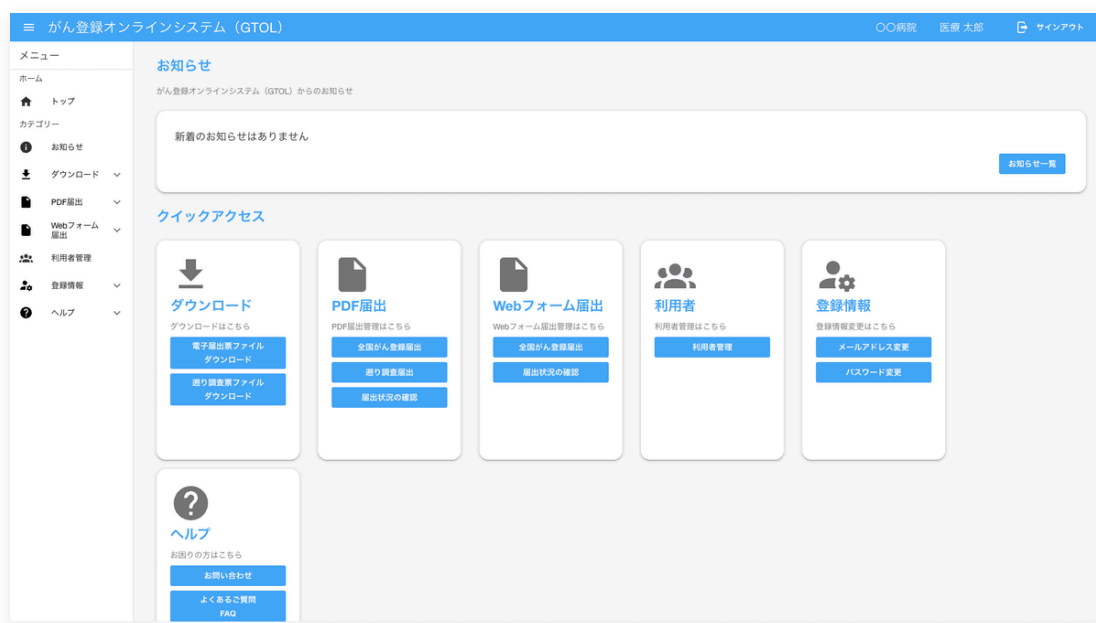 がん登録オンラインシステム（GTOL）
〇〇病院 医療 太郎 サインアウト
メニュー
ホーム
トップ
カテゴリー
お知らせ
ダウンロード
PDF届出
Webフォーム
届出
利用者管理
登録情報
ヘルプ
お知らせ
がん登録オンラインシステム（GTOL）からのお知らせ
新着のお知らせはありません
お知らせ一覧
クイックアクセス
ダウンロード
ダウンロードはこちら
電子届出票ファイル
ダウンロード
遡り調査票ファイル
ダウンロード
PDF届出
PDF届出管理はこちら
全国がん登録届出
遡り調査届出
届出状況の確認
Webフォーム届出
Webフォーム届出管理はこちら
全国がん登録届出
届出状況の確認
利用者
利用者管理はこちら
利用者管理
登録情報
登録情報変更はこちら
メールアドレス変更
パスワード変更
ヘルプ
お困りの方はこちら
お問い合わせ
よくあるご質問
FAQ